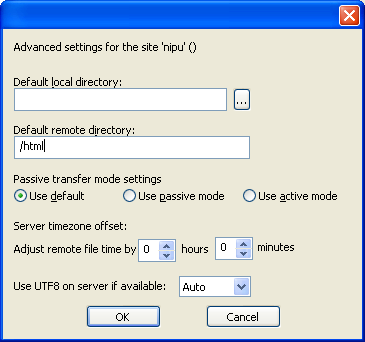 Advanced settings for the site 'nipu' ()
Default local directory:
...
Default remote directory:
/html
Passive transfer mode settings
Use default Use passive mode Use active mode
Server timezone offset:
Adjust remote file time by 0 hours 0 minutes
Use UTF8 on server if available: Auto
OK Cancel